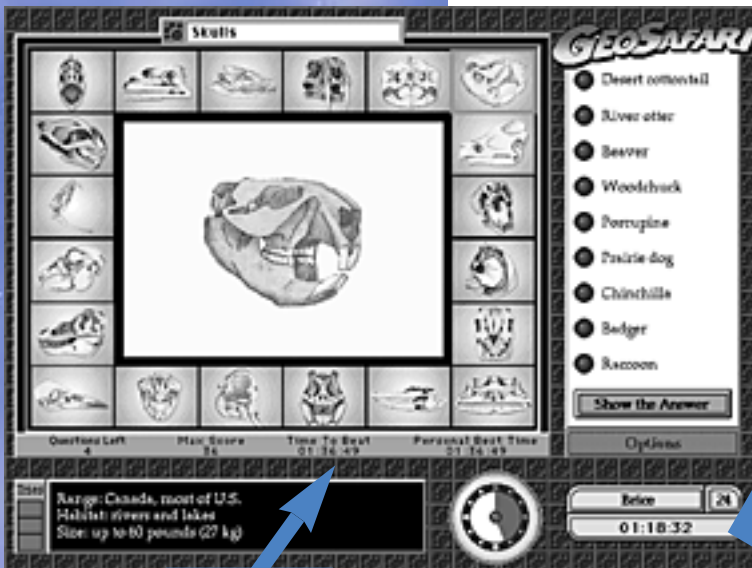 Skulls
GEOSAFARI
Desert cottontail
River otter
Beaver
Woodchuck
Porcupine
Prairie dog
Chinchilla
Badger
Raccoon
Show the Answer
Options
Questions Left
4
Max Score
36
Time To Beat
01:36:49
Personal Best Time
01:36:49
Range: Canada, most of U.S.
Habitat: rivers and lakes
Size: up to 60 pounds (27 kg)
Brice
24
01:18:32